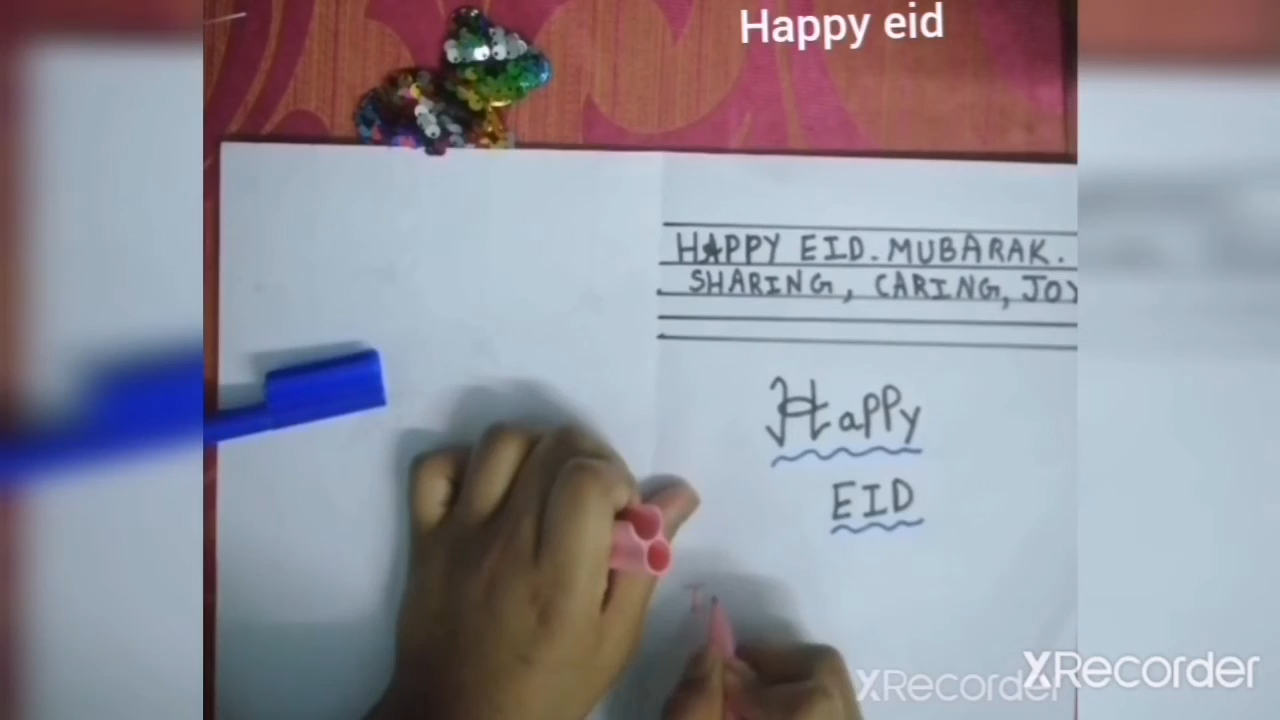 Happy eid
HAPPY EID. MUBARAK.
SHARING, CARING, JOY
Happy
EID
XRecorder
XRecorder